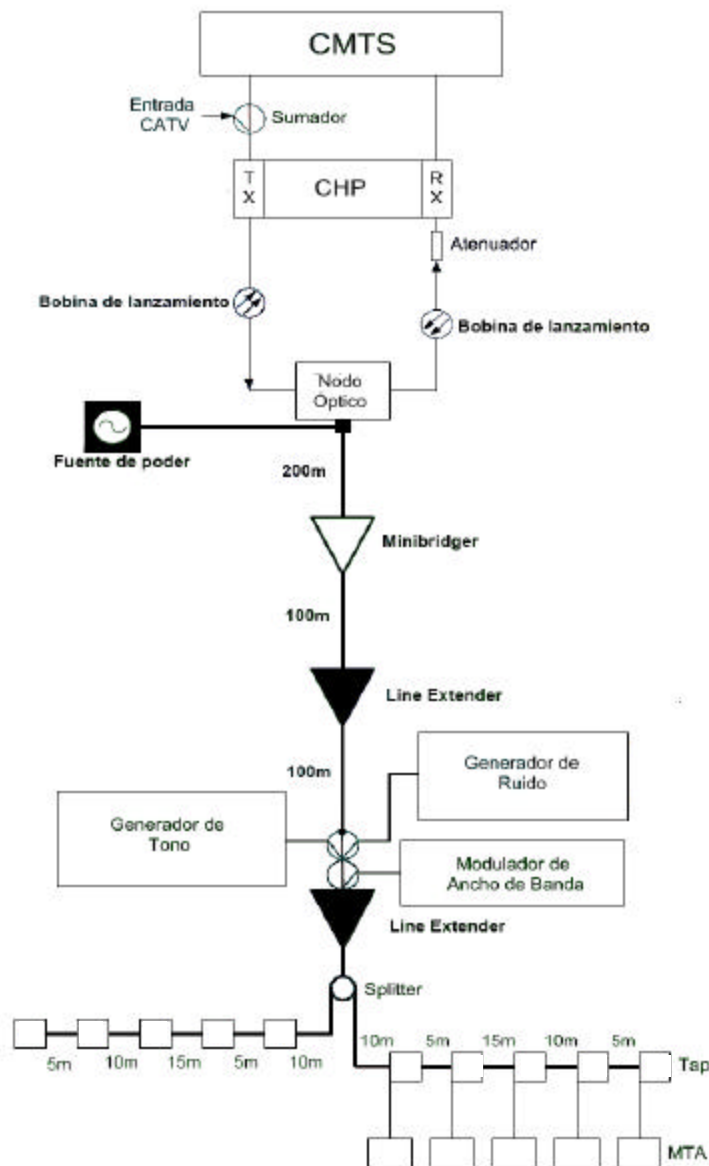 CMTS
Entrada
CATV
Sumador
T
X
CHP
R
X
Atenuador
Bobina de lanzamiento
Bobina de lanzamiento
Nodo
Óptico
Fuente de poder
200m
Minibridger
100m
Line Extender
100m
Generador de
Ruido
Generador de
Tono
Modulador de
Ancho de Banda
Line Extender
Splitter
10m 5m 15m 10m 5m
5m 10m 15m 5m 10m
Tap
MTA